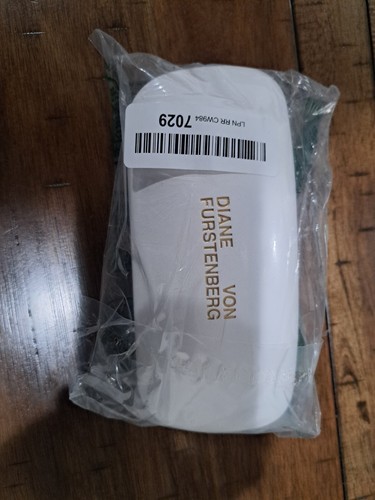 LPN RR CW984 7029
DIANE VON
FURSTENBERG